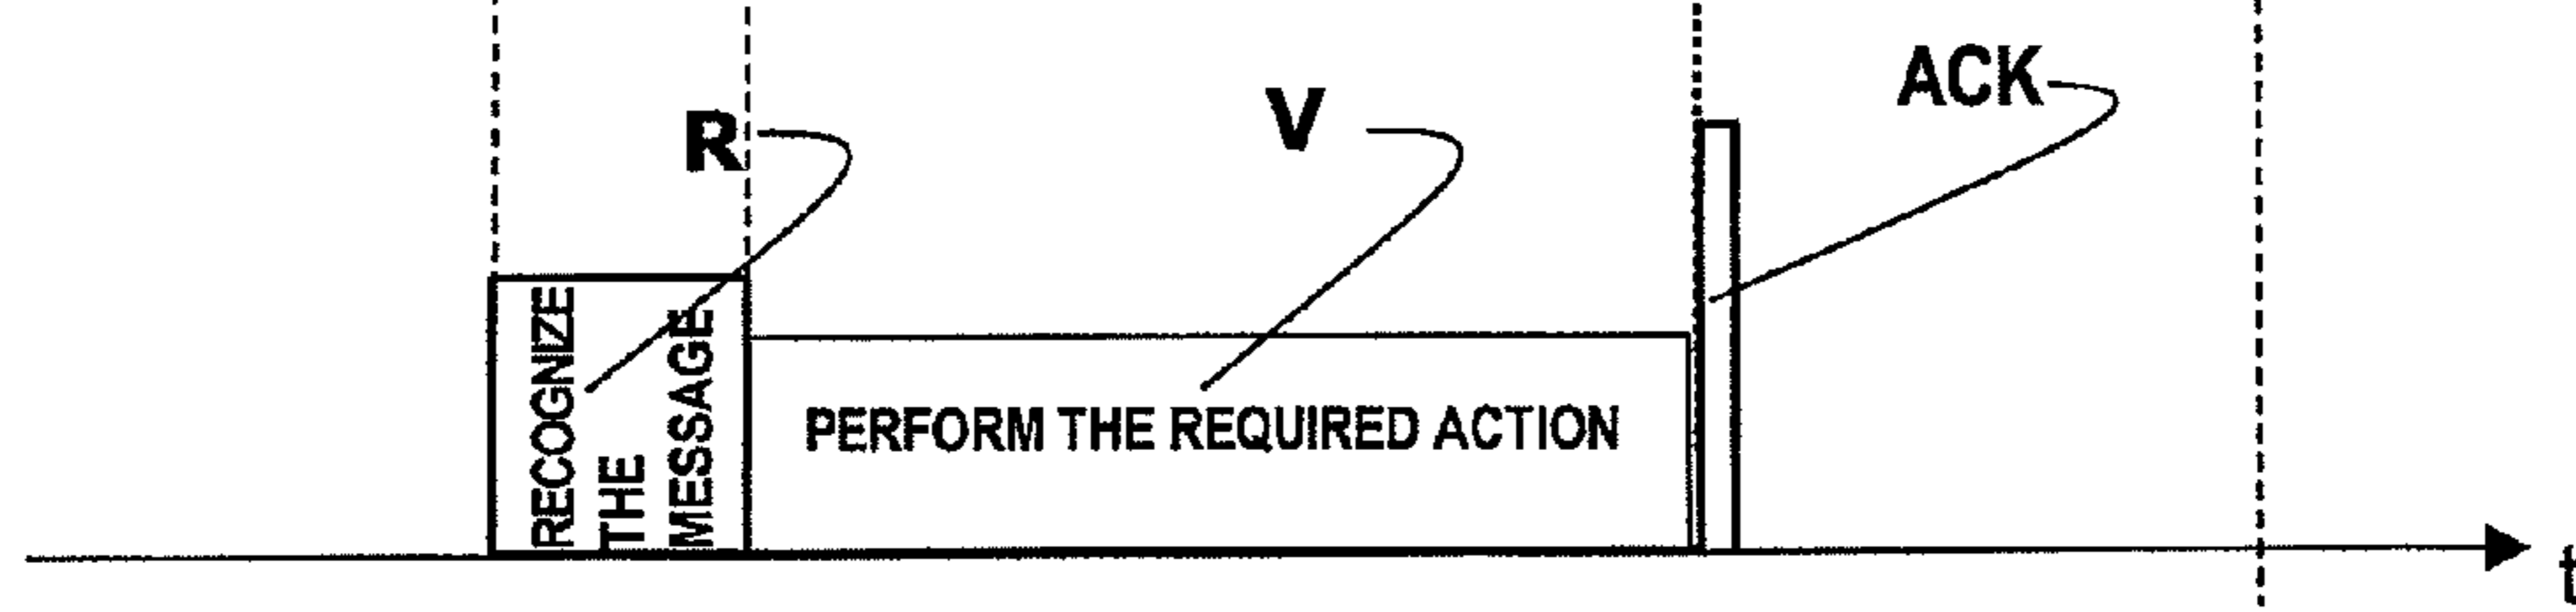 ACK
V
R
RECOGNIZE
THE
MESSAGE
PERFORM THE REQUIRED ACTION
t